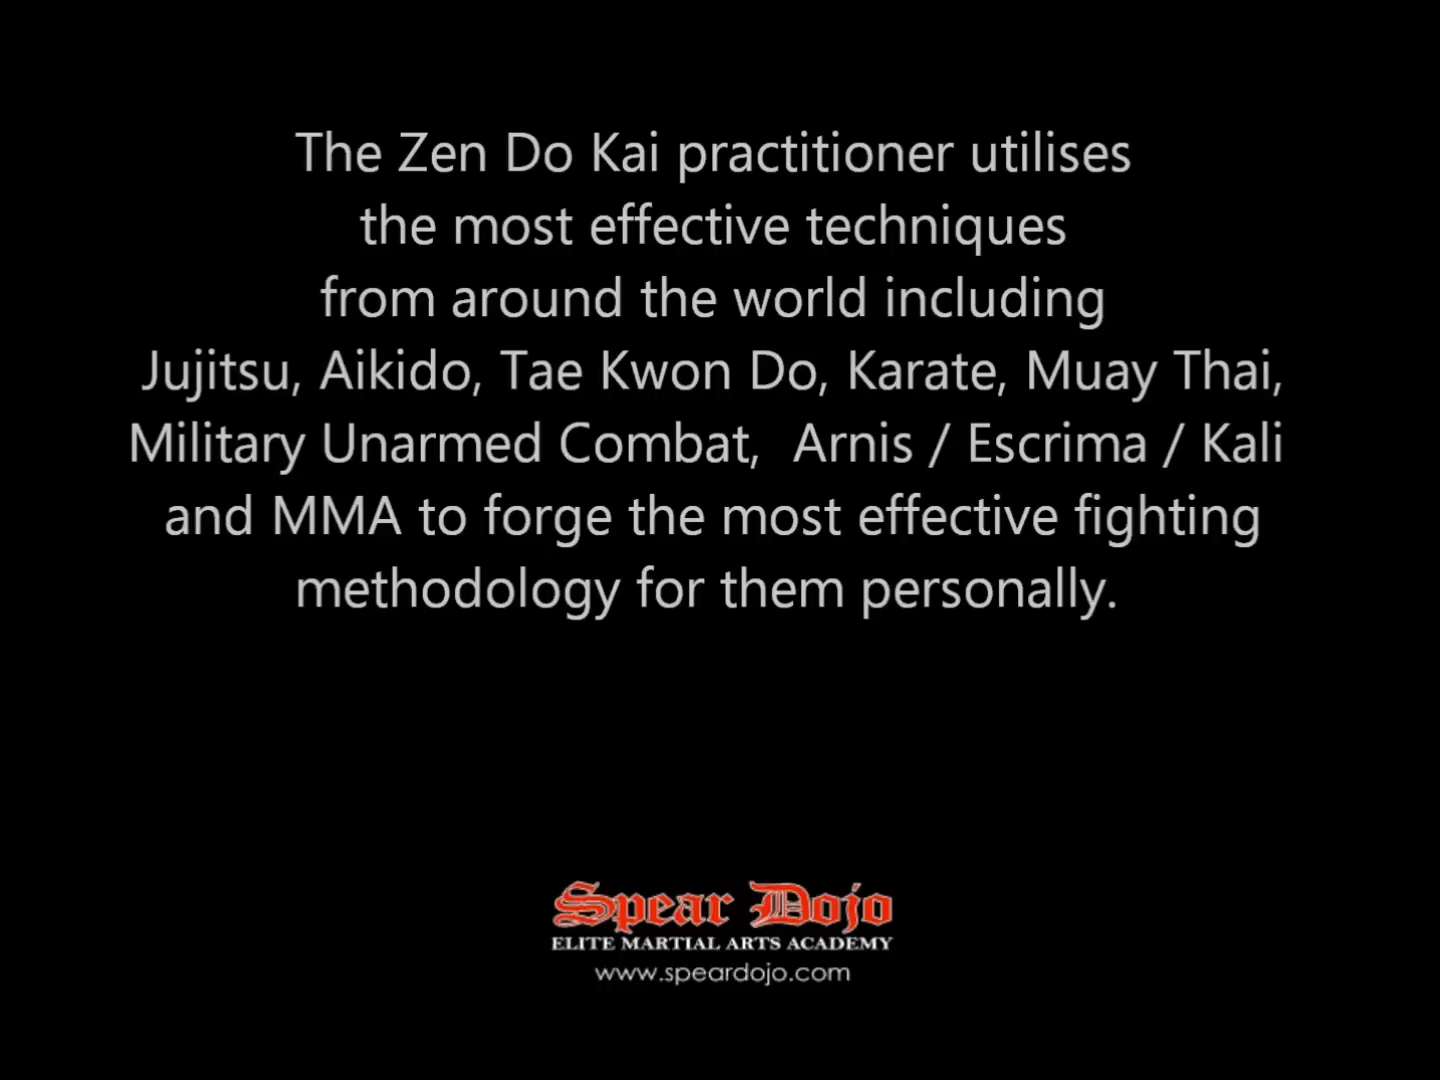 The Zen Do Kai practitioner utilises
the most effective techniques
from around the world including
Jujitsu, Aikido, Tae Kwon Do, Karate, Muay Thai,
Military Unarmed Combat,  Arnis / Escrima / Kali
and MMA to forge the most effective fighting
methodology for them personally.
Spear Dojo
ELITE MARTIAL ARTS ACADEMY
www.speardojo.com